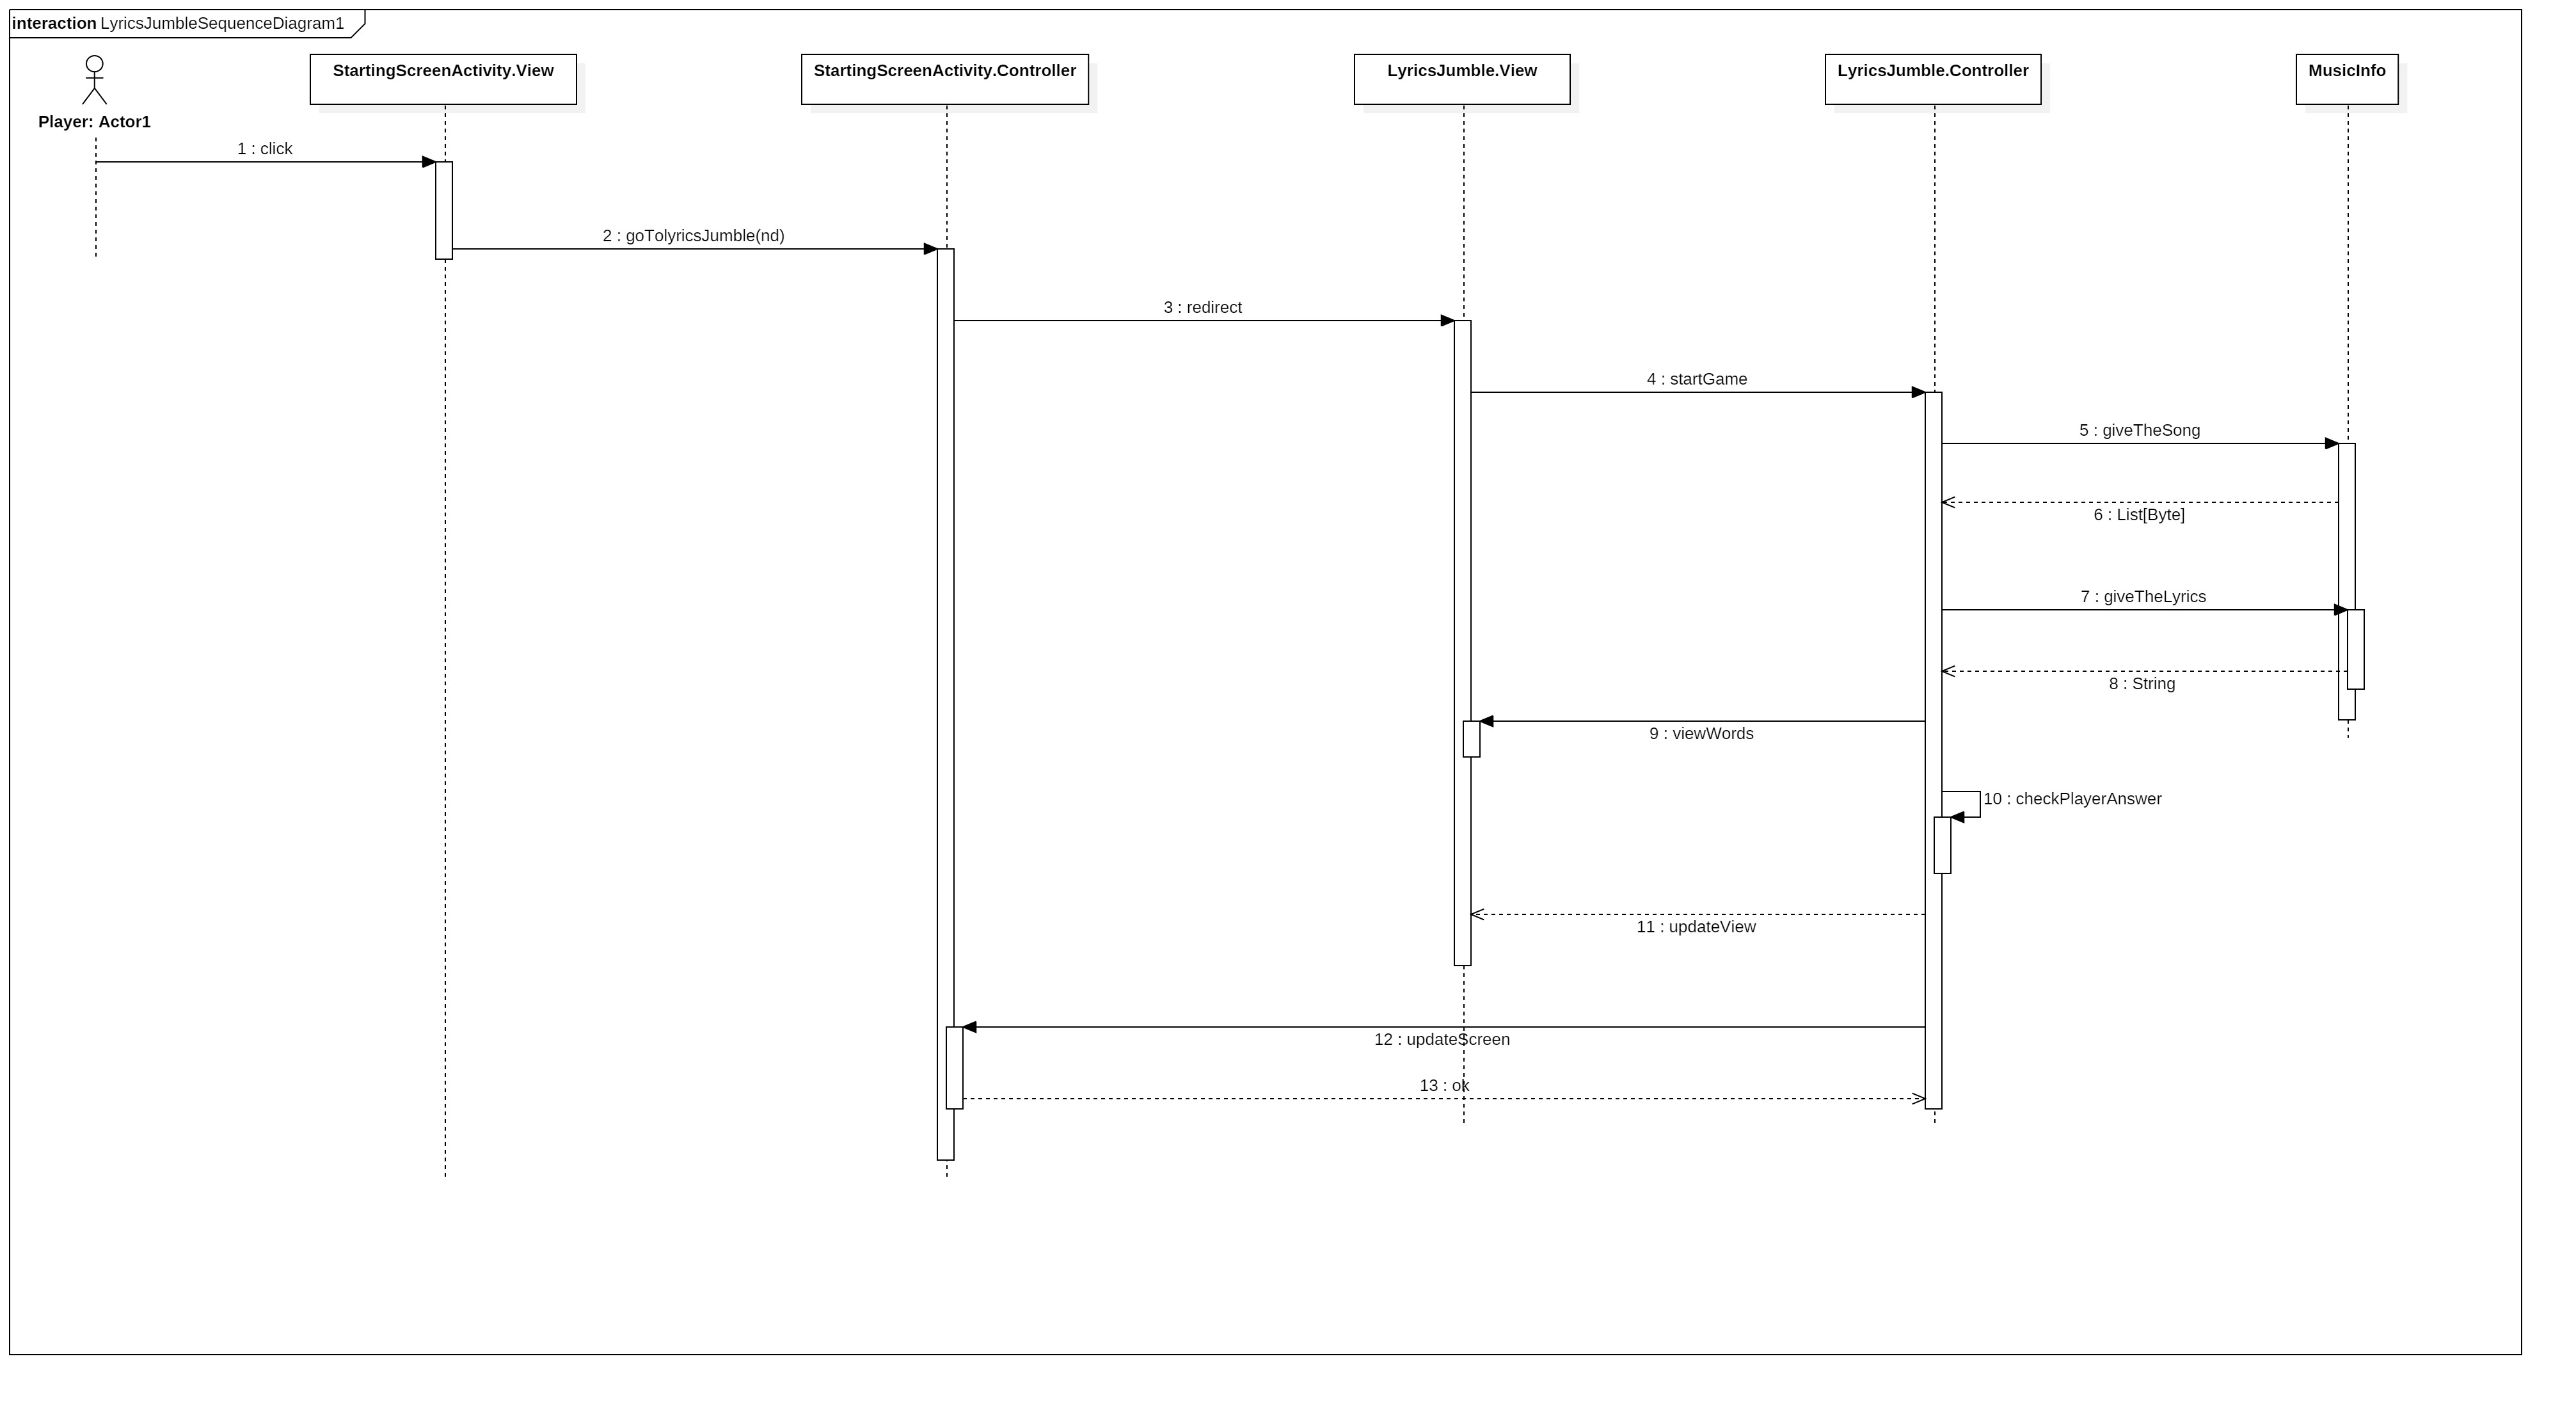 interaction LyricsJumbleSequenceDiagram1
StartingScreenActivity.View
StartingScreenActivity.Controller
LyricsJumble.View
LyricsJumble.Controller
MusicInfo
Player: Actor1
1 : click
2 : goTolyricsJumble(nd)
3 : redirect
4 : startGame
5 : giveTheSong
6 : List[Byte]
7 : giveTheLyrics
8 : String
9 : viewWords
10 : checkPlayerAnswer
11 : updateView
12 : updateScreen
13 : ok